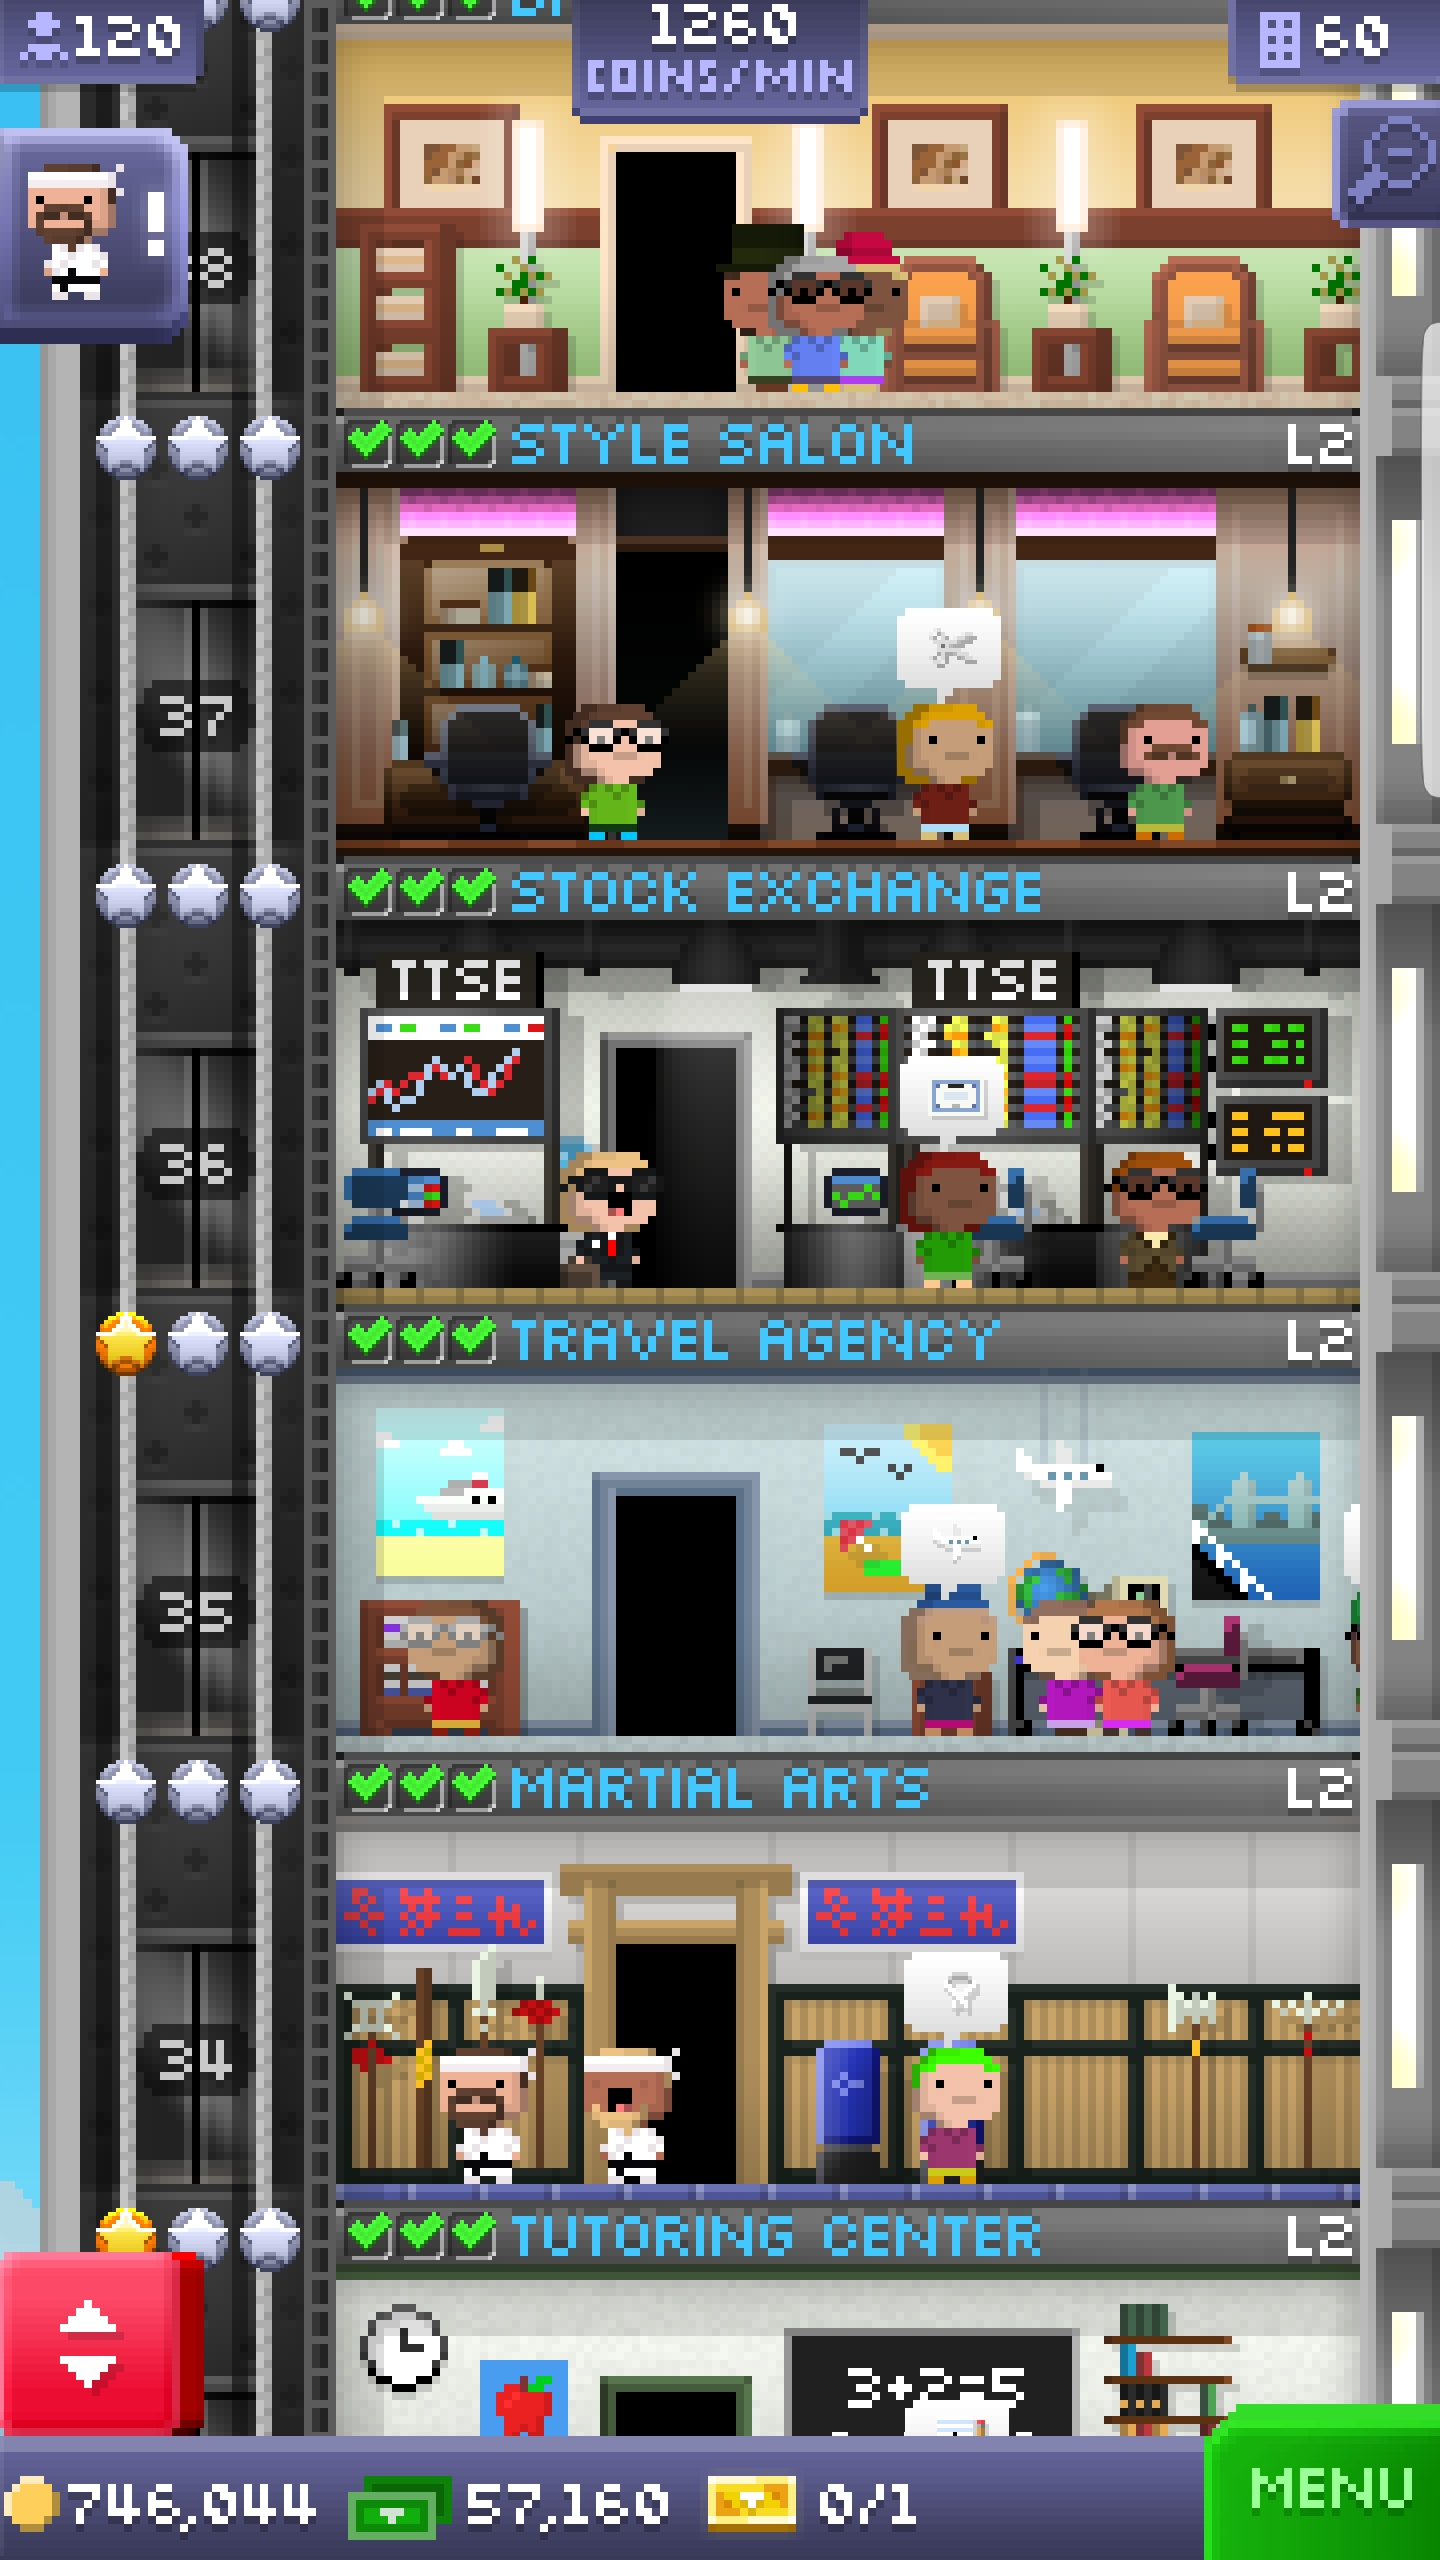 120
1260
COINS/MIN
60
!
8
STYLE SALON L2
37
STOCK EXCHANGE L2
TTSE TTSE
36
TRAVEL AGENCY L2
35
MARTIAL ARTS L2
34
TUTORING CENTER L2
3+2=5
746,044 57,160 0/1 MENU